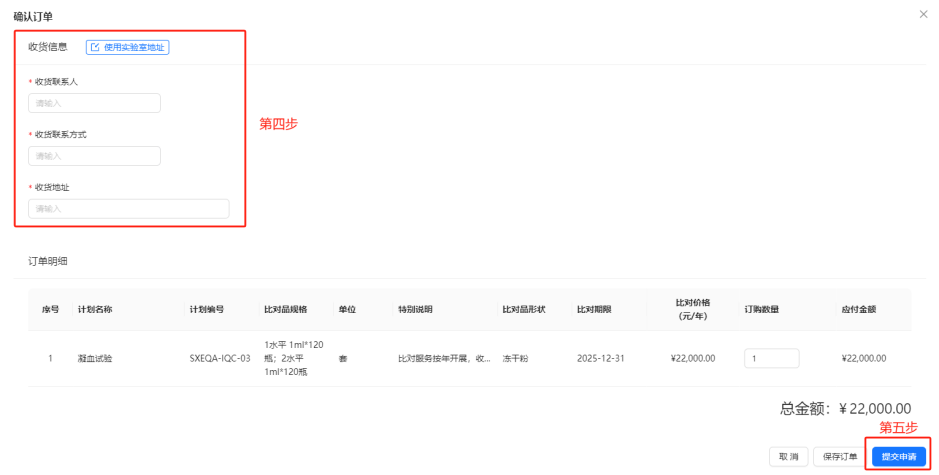 确认订单
收货信息 使用实验室地址
* 收货联系人
请输入
第四步
* 收货联系方式
请输入
* 收货地址
请输入
订单明细
序号 计划名称 计划编号 比对品规格 单位 特别说明 比对品形状 比对期限 比对价格 (元/年) 订购数量 应付金额
1 凝血试验 SXEQA-IQC-03 1水平 1ml*120瓶；2水平 1ml*120瓶 套 比对服务按年开展，收... 冻干粉 2025-12-31 ¥22,000.00 1 ¥22,000.00
总金额：¥22,000.00
第五步
取消 保存订单 提交申请